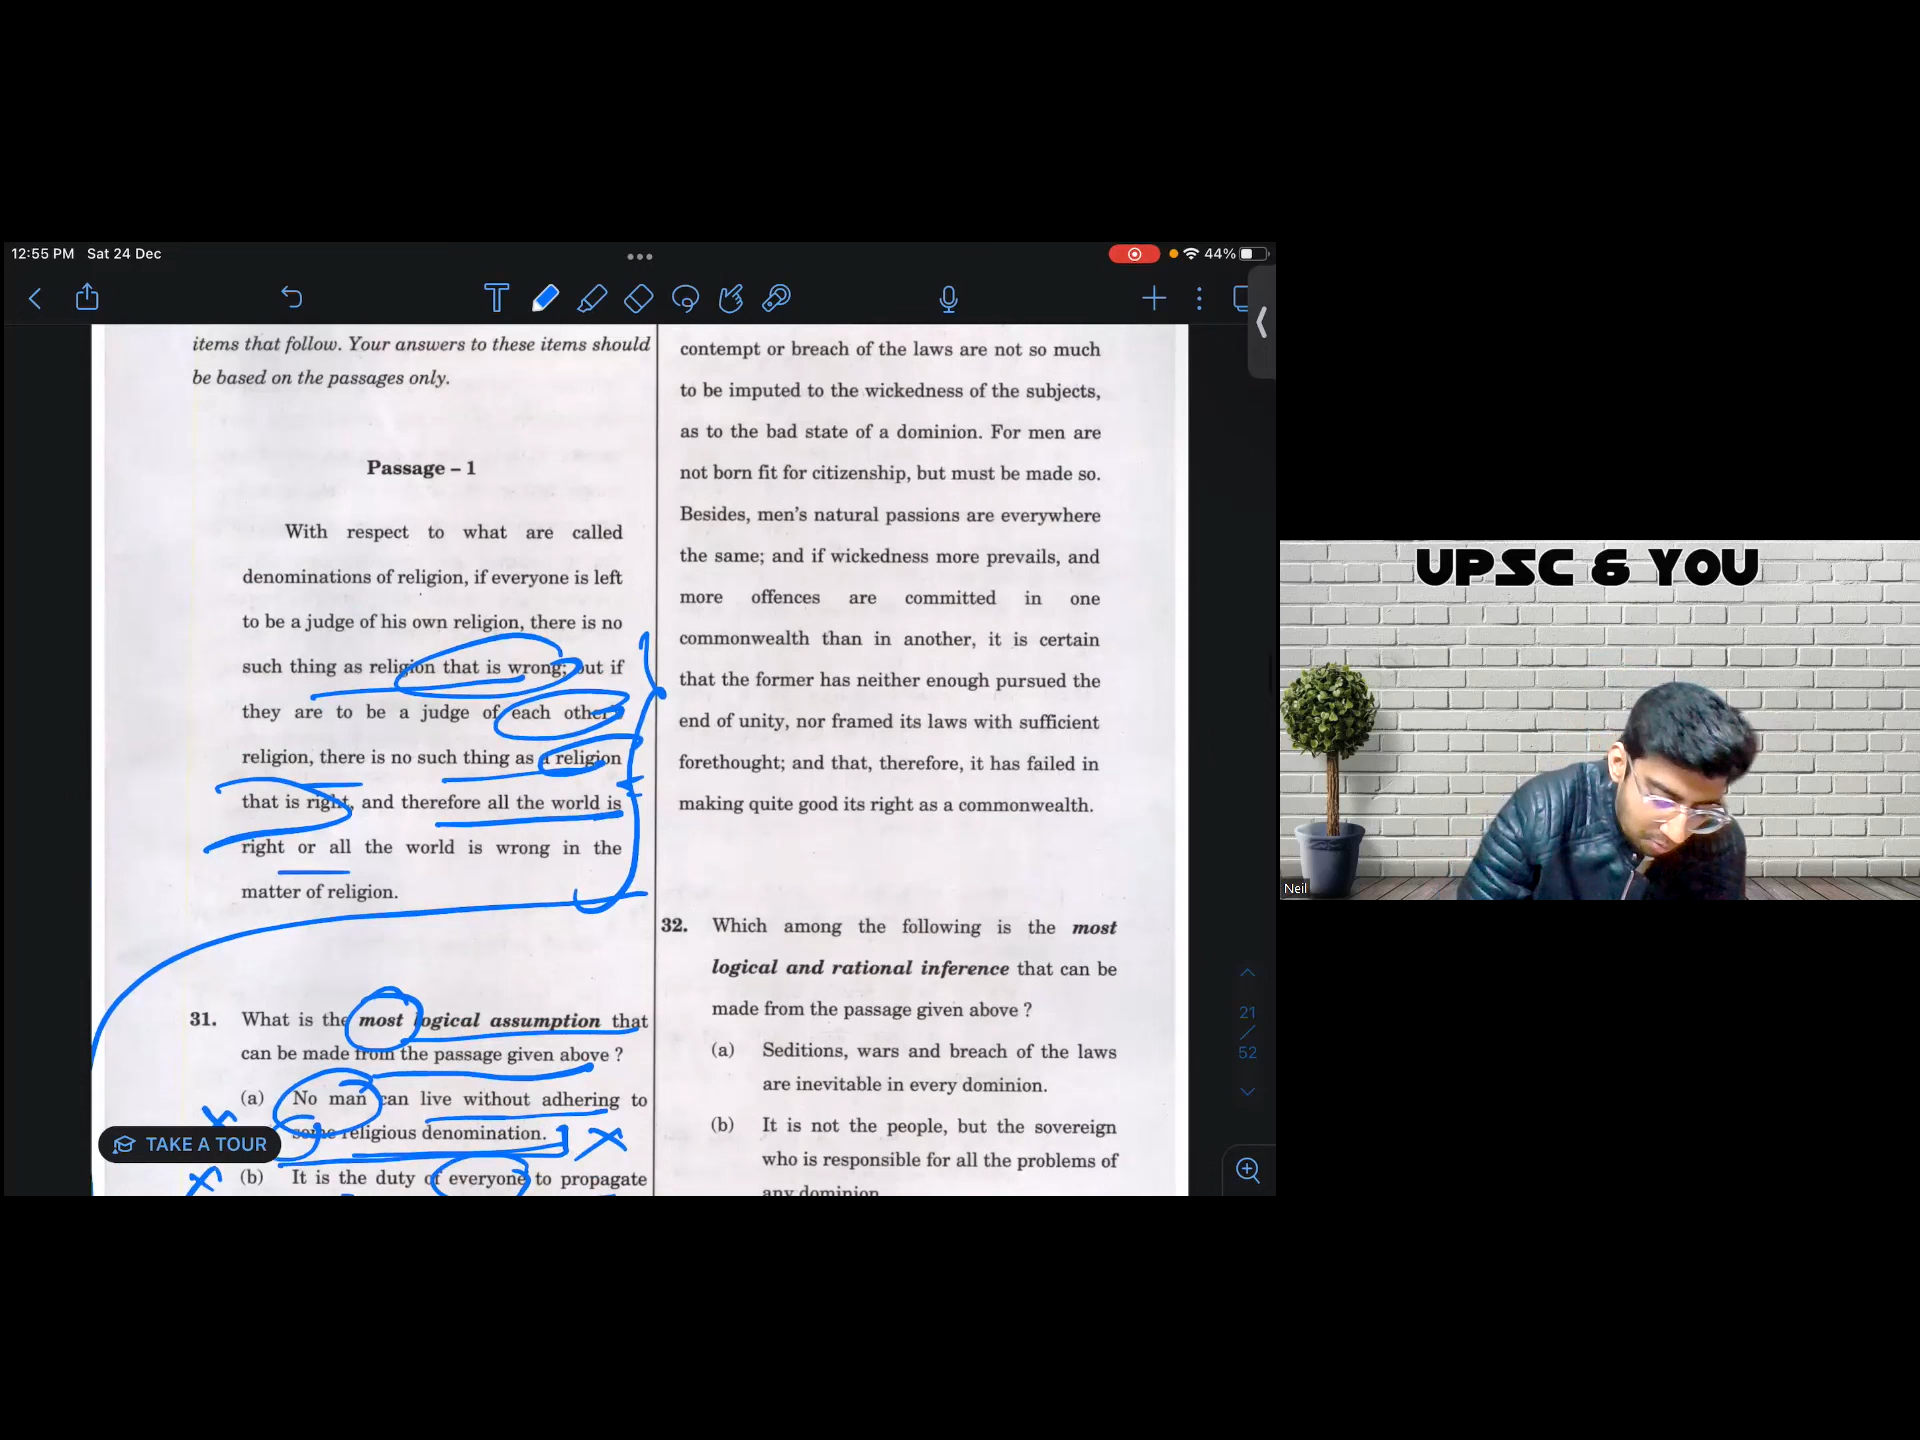 12:55 PM Sat 24 Dec
44%
items that follow. Your answers to these items should
be based on the passages only.
Passage – 1
With respect to what are called
denominations of religion, if everyone is left
to be a judge of his own religion, there is no
such thing as religion that is wrong; but if
they are to be a judge of each other's
religion, there is no such thing as a religion
that is right, and therefore all the world is
right or all the world is wrong in the
matter of religion.
31. What is the most logical assumption that
can be made from the passage given above ?
(a) No man can live without adhering to
some religious denomination.
(b) It is the duty of everyone to propagate
TAKE A TOUR
contempt or breach of the laws are not so much
to be imputed to the wickedness of the subjects,
as to the bad state of a dominion. For men are
not born fit for citizenship, but must be made so.
Besides, men's natural passions are everywhere
the same; and if wickedness more prevails, and
more offences are committed in one
commonwealth than in another, it is certain
that the former has neither enough pursued the
end of unity, nor framed its laws with sufficient
forethought; and that, therefore, it has failed in
making quite good its right as a commonwealth.
32. Which among the following is the most
logical and rational inference that can be
made from the passage given above ?
(a) Seditions, wars and breach of the laws
are inevitable in every dominion.
(b) It is not the people, but the sovereign
who is responsible for all the problems of
any dominion
21
/
52
UPSC & YOU
Neil